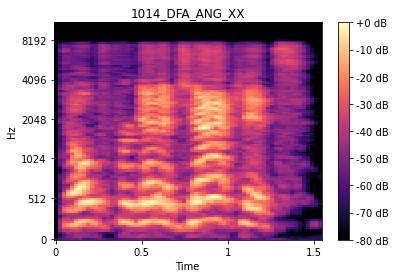 1014_DFA_ANG_XX
+0 dB
8192
-10 dB
4096
-20 dB
-30 dB
2048
Hz
-40 dB
1024
-50 dB
512
-60 dB
-70 dB
0
-80 dB
0
0.5
1
1.5
Time